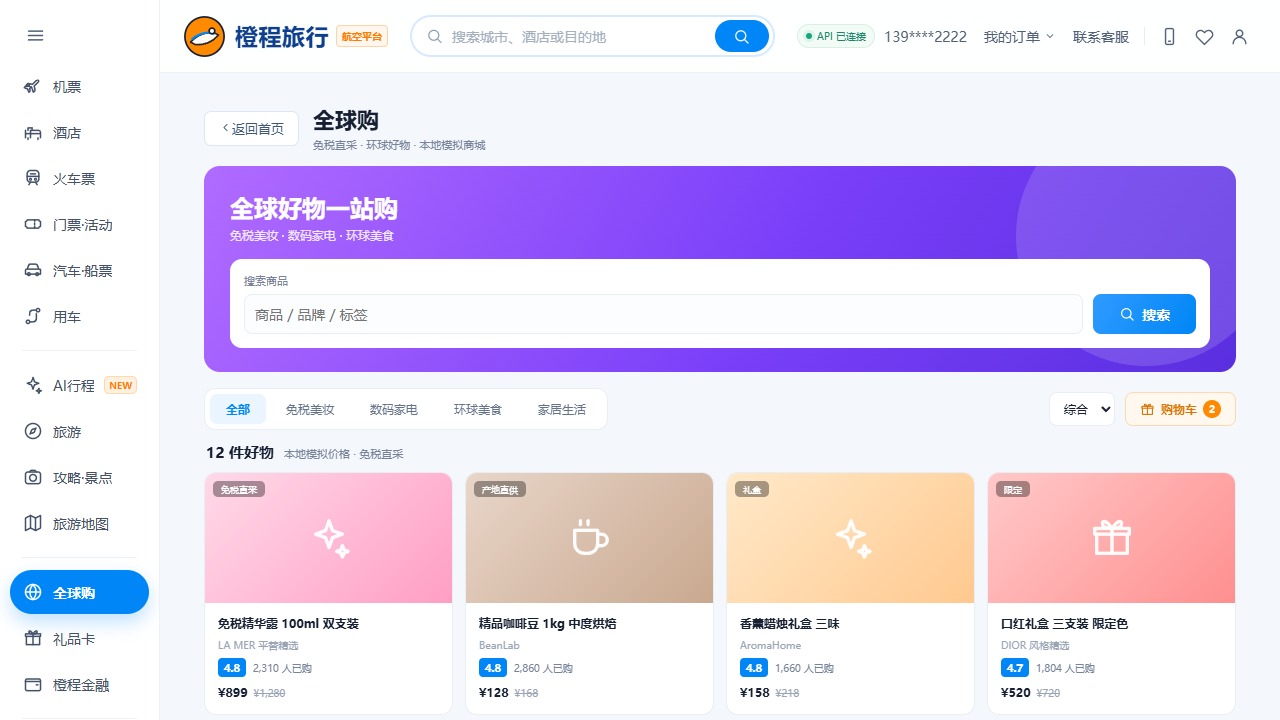 橙程旅行 航空平台
搜索城市、酒店或目的地
API 已连接 139****2222 我的订单 联系客服
机票
酒店
火车票
门票·活动
汽车·船票
用车
AI行程 NEW
旅游
攻略·景点
旅游地图
全球购
礼品卡
橙程金融
返回首页 全球购
免税直采 · 环球好物 · 本地模拟商城
全球好物一站购
免税美妆 · 数码家电 · 环球美食
搜索商品
商品 / 品牌 / 标签 搜索
全部 免税美妆 数码家电 环球美食 家居生活 综合 购物车 2
12 件好物 本地模拟价格 · 免税直采
免税直采
免税精华露 100ml 双支装
LA MER 平替精选
4.8 2,310 人已购
¥899 ¥1,280
产地直供
精品咖啡豆 1kg 中度烘焙
BeanLab
4.8 2,860 人已购
¥128 ¥168
礼盒
香薰蜡烛礼盒 三味
AromaHome
4.8 1,660 人已购
¥158 ¥218
限定
口红礼盒 三支装 限定色
DIOR 风格精选
4.7 1,804 人已购
¥520 ¥720